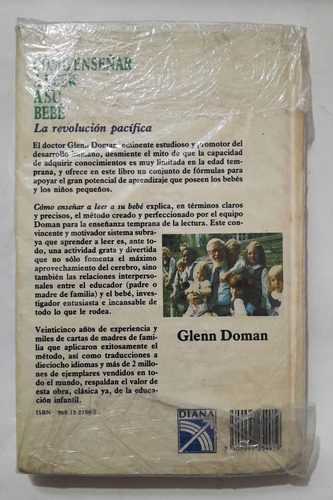 CÓMO ENSEÑAR
A LEER
A SU
BEBÉ
La revolución pacífica
El doctor Glenn Doman, eminente estudioso y promotor del
desarrollo humano, desmiente el mito de que la capacidad
de adquirir conocimientos es muy limitada en la edad tem-
prana, y ofrece en este libro un conjunto de fórmulas para
apoyar el gran potencial de aprendizaje que poseen los bebés
y los niños pequeños.
Cómo enseñar a leer a su bebé explica, en términos claros
y precisos, el método creado y perfeccionado por el equipo
Doman para la enseñanza temprana de la lectura. Este con-
vincente y motivador sistema subra-
ya que aprender a leer es, ante to-
do, una actividad grata y divertida
que no sólo fomenta el máximo
aprovechamiento del cerebro, sino
también las relaciones interperso-
nales entre el educador (padre o
madre de familia) y el bebé, inves-
tigador entusiasta e incansable de
todo lo que le rodea.
Glenn Doman
Veinticinco años de experiencia y
miles de cartas de madres de fami-
lia que aplicaron exitosamente el
método, así como traducciones a
dieciocho idiomas y más de 2 millo-
nes de ejemplares vendidos en to-
do el mundo, respaldan el valor de
esta obra, clásica ya, de la educa-
ción infantil.
ISBN 968-13-2198-2
DIANA